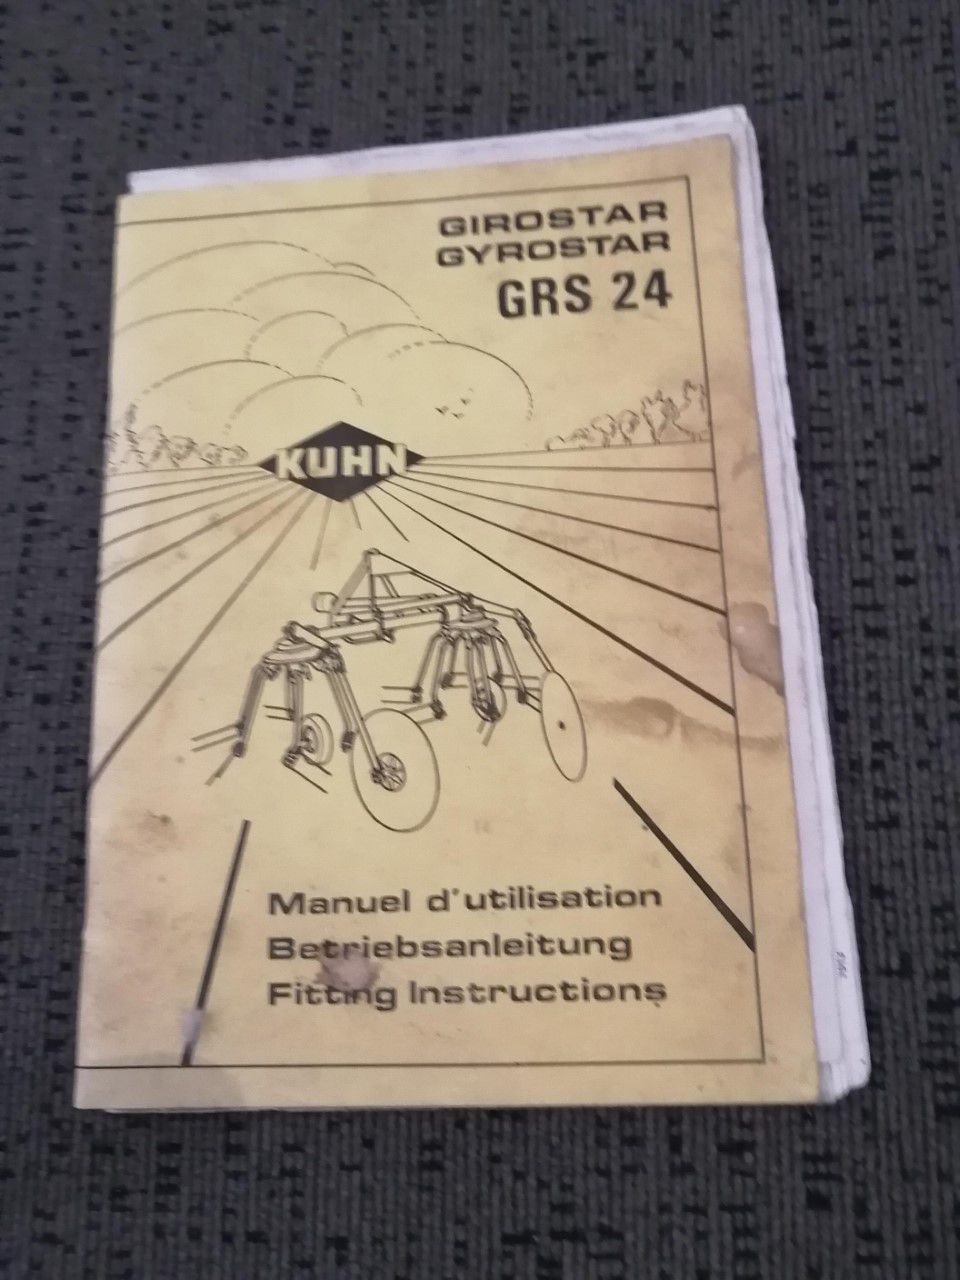 GIROSTAR
GYROSTAR
GRS 24
KUHN
Manuel d'utilisation
Betriebsanleitung
Fitting Instructions